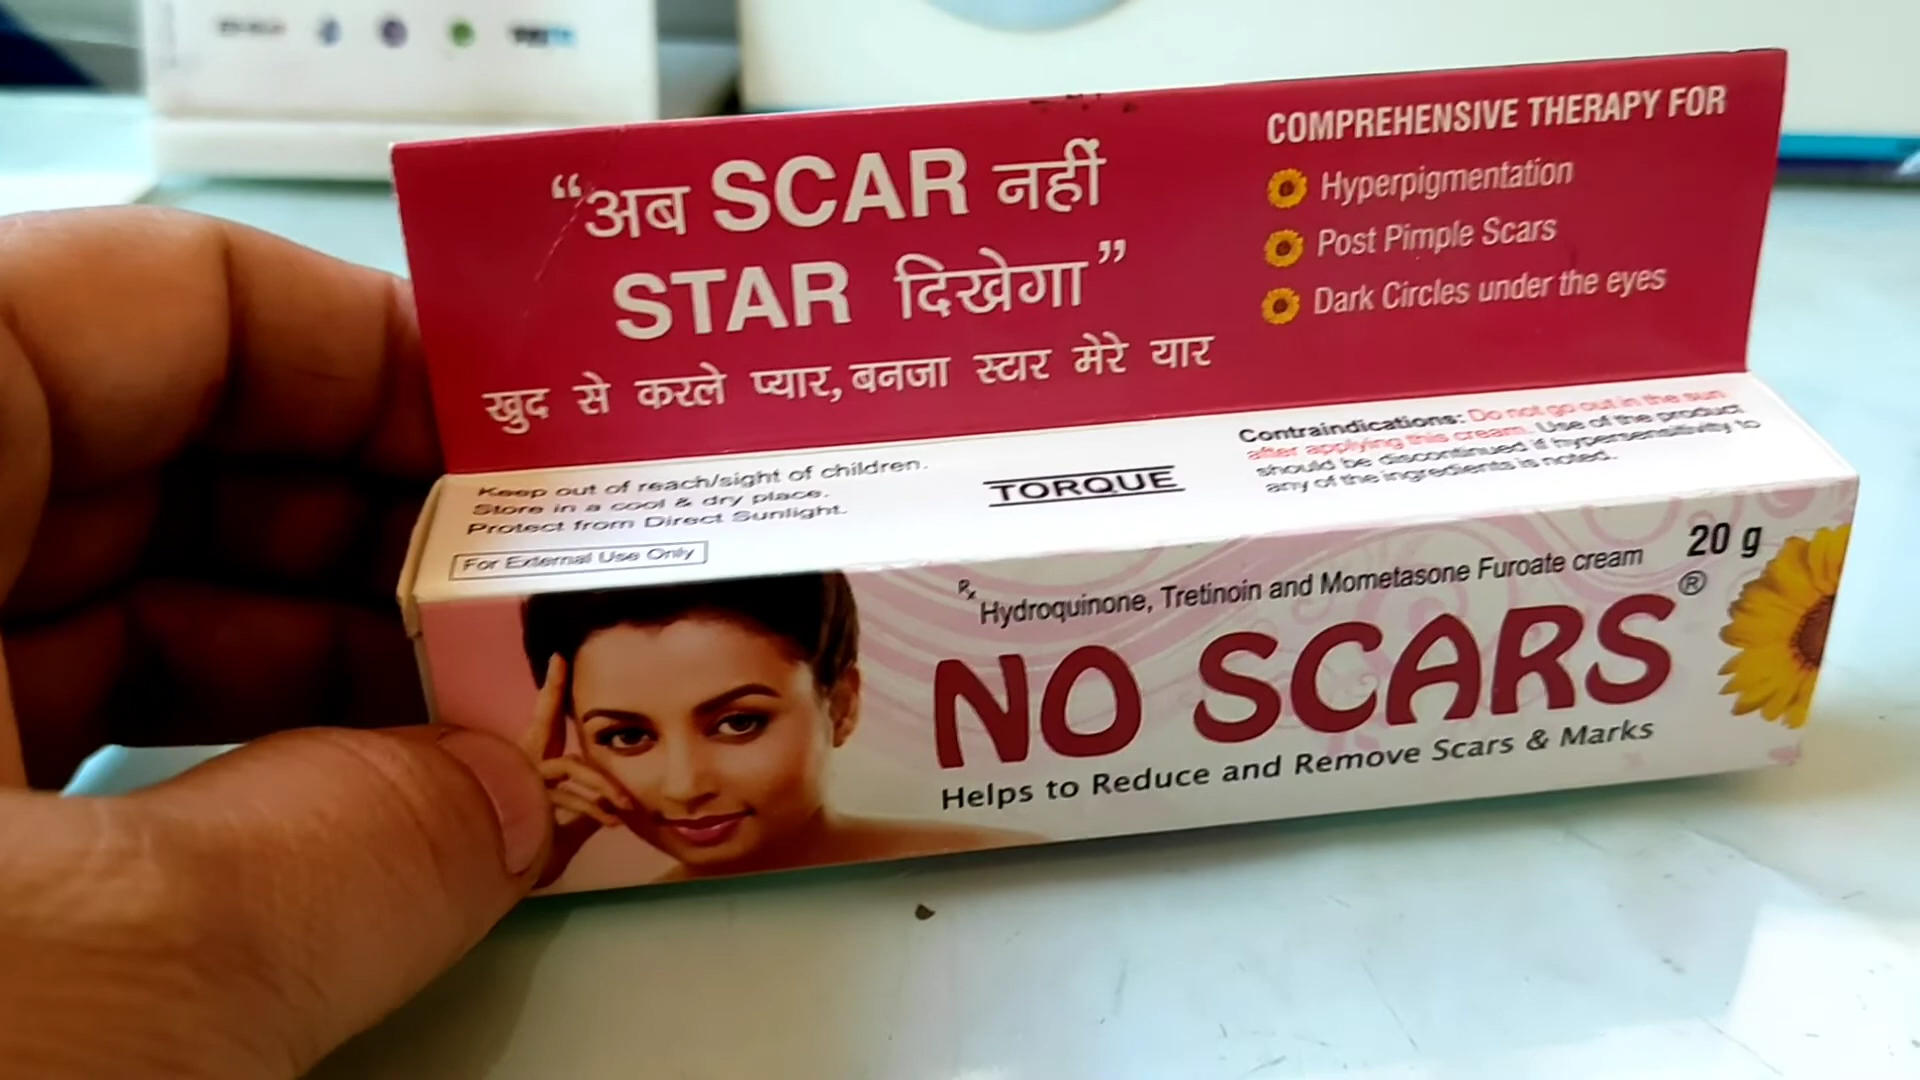 “अब SCAR नहीं
STAR दिखेगा”
खुद से करले प्यार, बनजा स्टार मेरे यार
COMPREHENSIVE THERAPY FOR
Hyperpigmentation
Post Pimple Scars
Dark Circles under the eyes
Keep out of reach/sight of children.
Store in a cool & dry place.
Protect from Direct Sunlight.
For External Use Only
TORQUE
Contraindications: Do not go out in the sun
after applying this cream. Use of the product
should be discontinued if hypersensitivity to
any of the ingredients is noted.
Rx Hydroquinone, Tretinoin and Mometasone Furoate cream
20 g
NO SCARS®
Helps to Reduce and Remove Scars & Marks